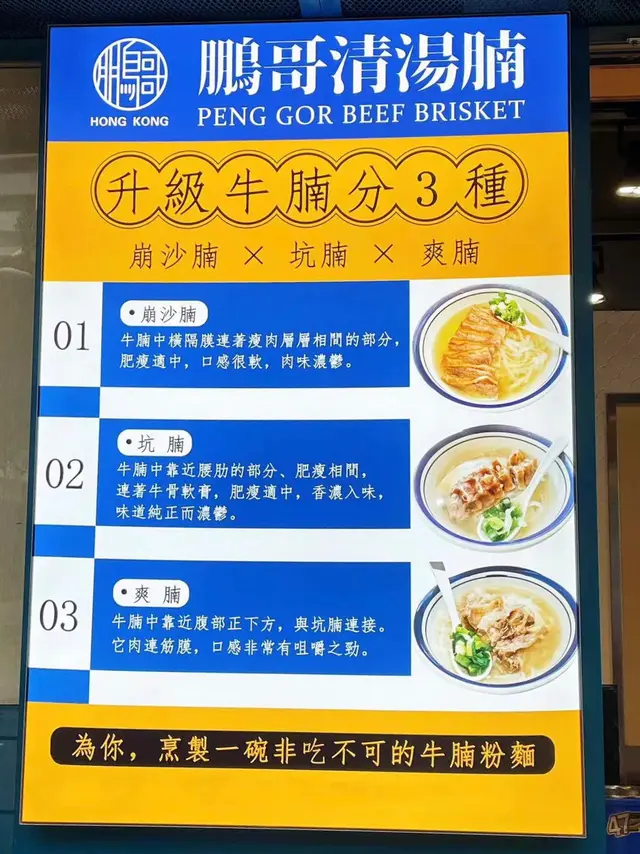 鵬哥
HONG KONG
鵬哥清湯腩
PENG GOR BEEF BRISKET
升級牛腩分3種
崩沙腩 × 坑腩 × 爽腩
01
• 崩沙腩
牛腩中橫隔膜連著瘦肉層層相間的部分,
肥瘦適中, 口感很軟, 肉味濃鬱。
02
• 坑 腩
牛腩中靠近腰肋的部分、肥瘦相間,
連著牛骨軟膏, 肥瘦適中, 香濃入味,
味道純正而濃鬱。
03
• 爽 腩
牛腩中靠近腹部正下方, 與坑腩連接。
它肉連筋膜, 口感非常有咀嚼之勁。
為你, 烹製一碗非吃不可的牛腩粉麵
47